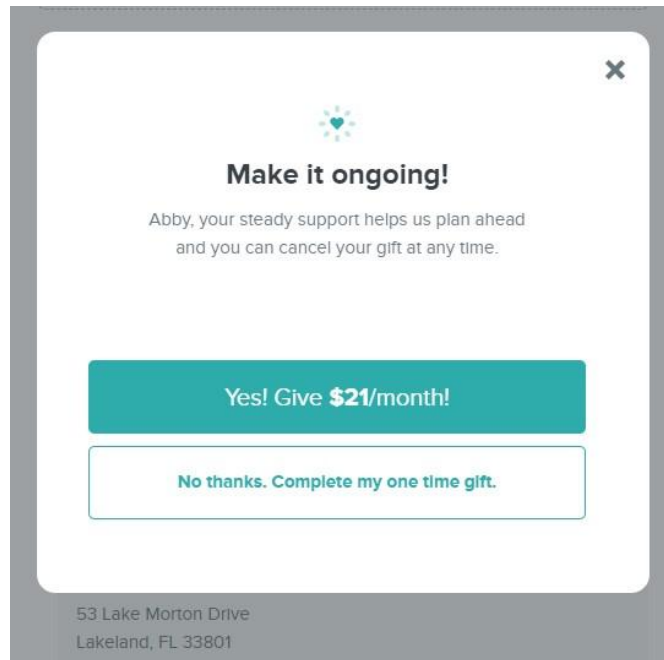 Make it ongoing!
Abby, your steady support helps us plan ahead
and you can cancel your gift at any time.
Yes! Give $21/month!
No thanks. Complete my one time gift.
53 Lake Morton Drive
Lakeland, FL 33801